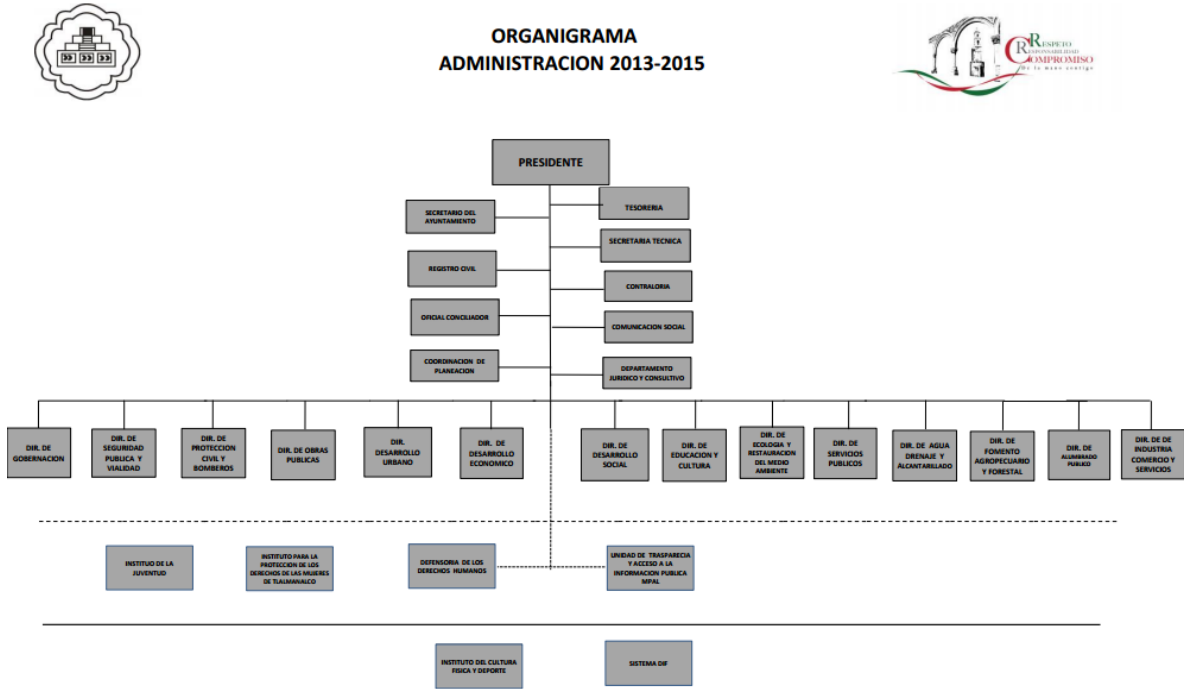 ORGANIGRAMA
ADMINISTRACION 2013-2015
RESPETO
RESPONSABILIDAD
COMPROMISO
De la mano contigo
PRESIDENTE
SECRETARIO DEL
AYUNTAMIENTO
TESORERIA
SECRETARIA TECNICA
REGISTRO CIVIL
CONTRALORIA
OFICIAL CONCILIADOR
COMUNICACION SOCIAL
COORDINACION DE
PLANEACION
DEPARTAMENTO
JURIDICO Y CONSULTIVO
DIR. DE
GOBERNACION
DIR. DE
SEGURIDAD
PUBLICA Y
VIALIDAD
DIR. DE
PROTECCION
CIVIL Y
BOMBEROS
DIR. DE OBRAS
PUBLICAS
DIR.
DESARROLLO
URBANO
DIR. DE
DESARROLLO
ECONOMICO
DIR. DE
DESARROLLO
SOCIAL
DIR. DE
EDUCACION Y
CULTURA
DIR. DE
ECOLOGIA Y
RESTAURACION
DEL MEDIO
AMBIENTE
DIR. DE
SERVICIOS
PUBLICOS
DIR. DE AGUA
DRENAJE Y
ALCANTARILLADO
DIR. DE
FOMENTO
AGROPECUARIO
Y FORESTAL
DIR. DE
ALUMBRADO
PUBLICO
DIR. DE DE
INDUSTRIA
COMERCIO Y
SERVICIOS
INSTITUO DE LA
JUVENTUD
INSTITUTO PARA LA
PROTECCION DE LOS
DERECHOS DE LAS MUJERES
DE TLALMANALCO
DEFENSORIA DE LOS
DERECHOS HUMANOS
UNIDAD DE TRASPARECIA
Y ACCESO A LA
INFORMACION PUBLICA
MPAL
INSTITUTO DEL CULTURA
FISICA Y DEPORTE
SISTEMA DIF